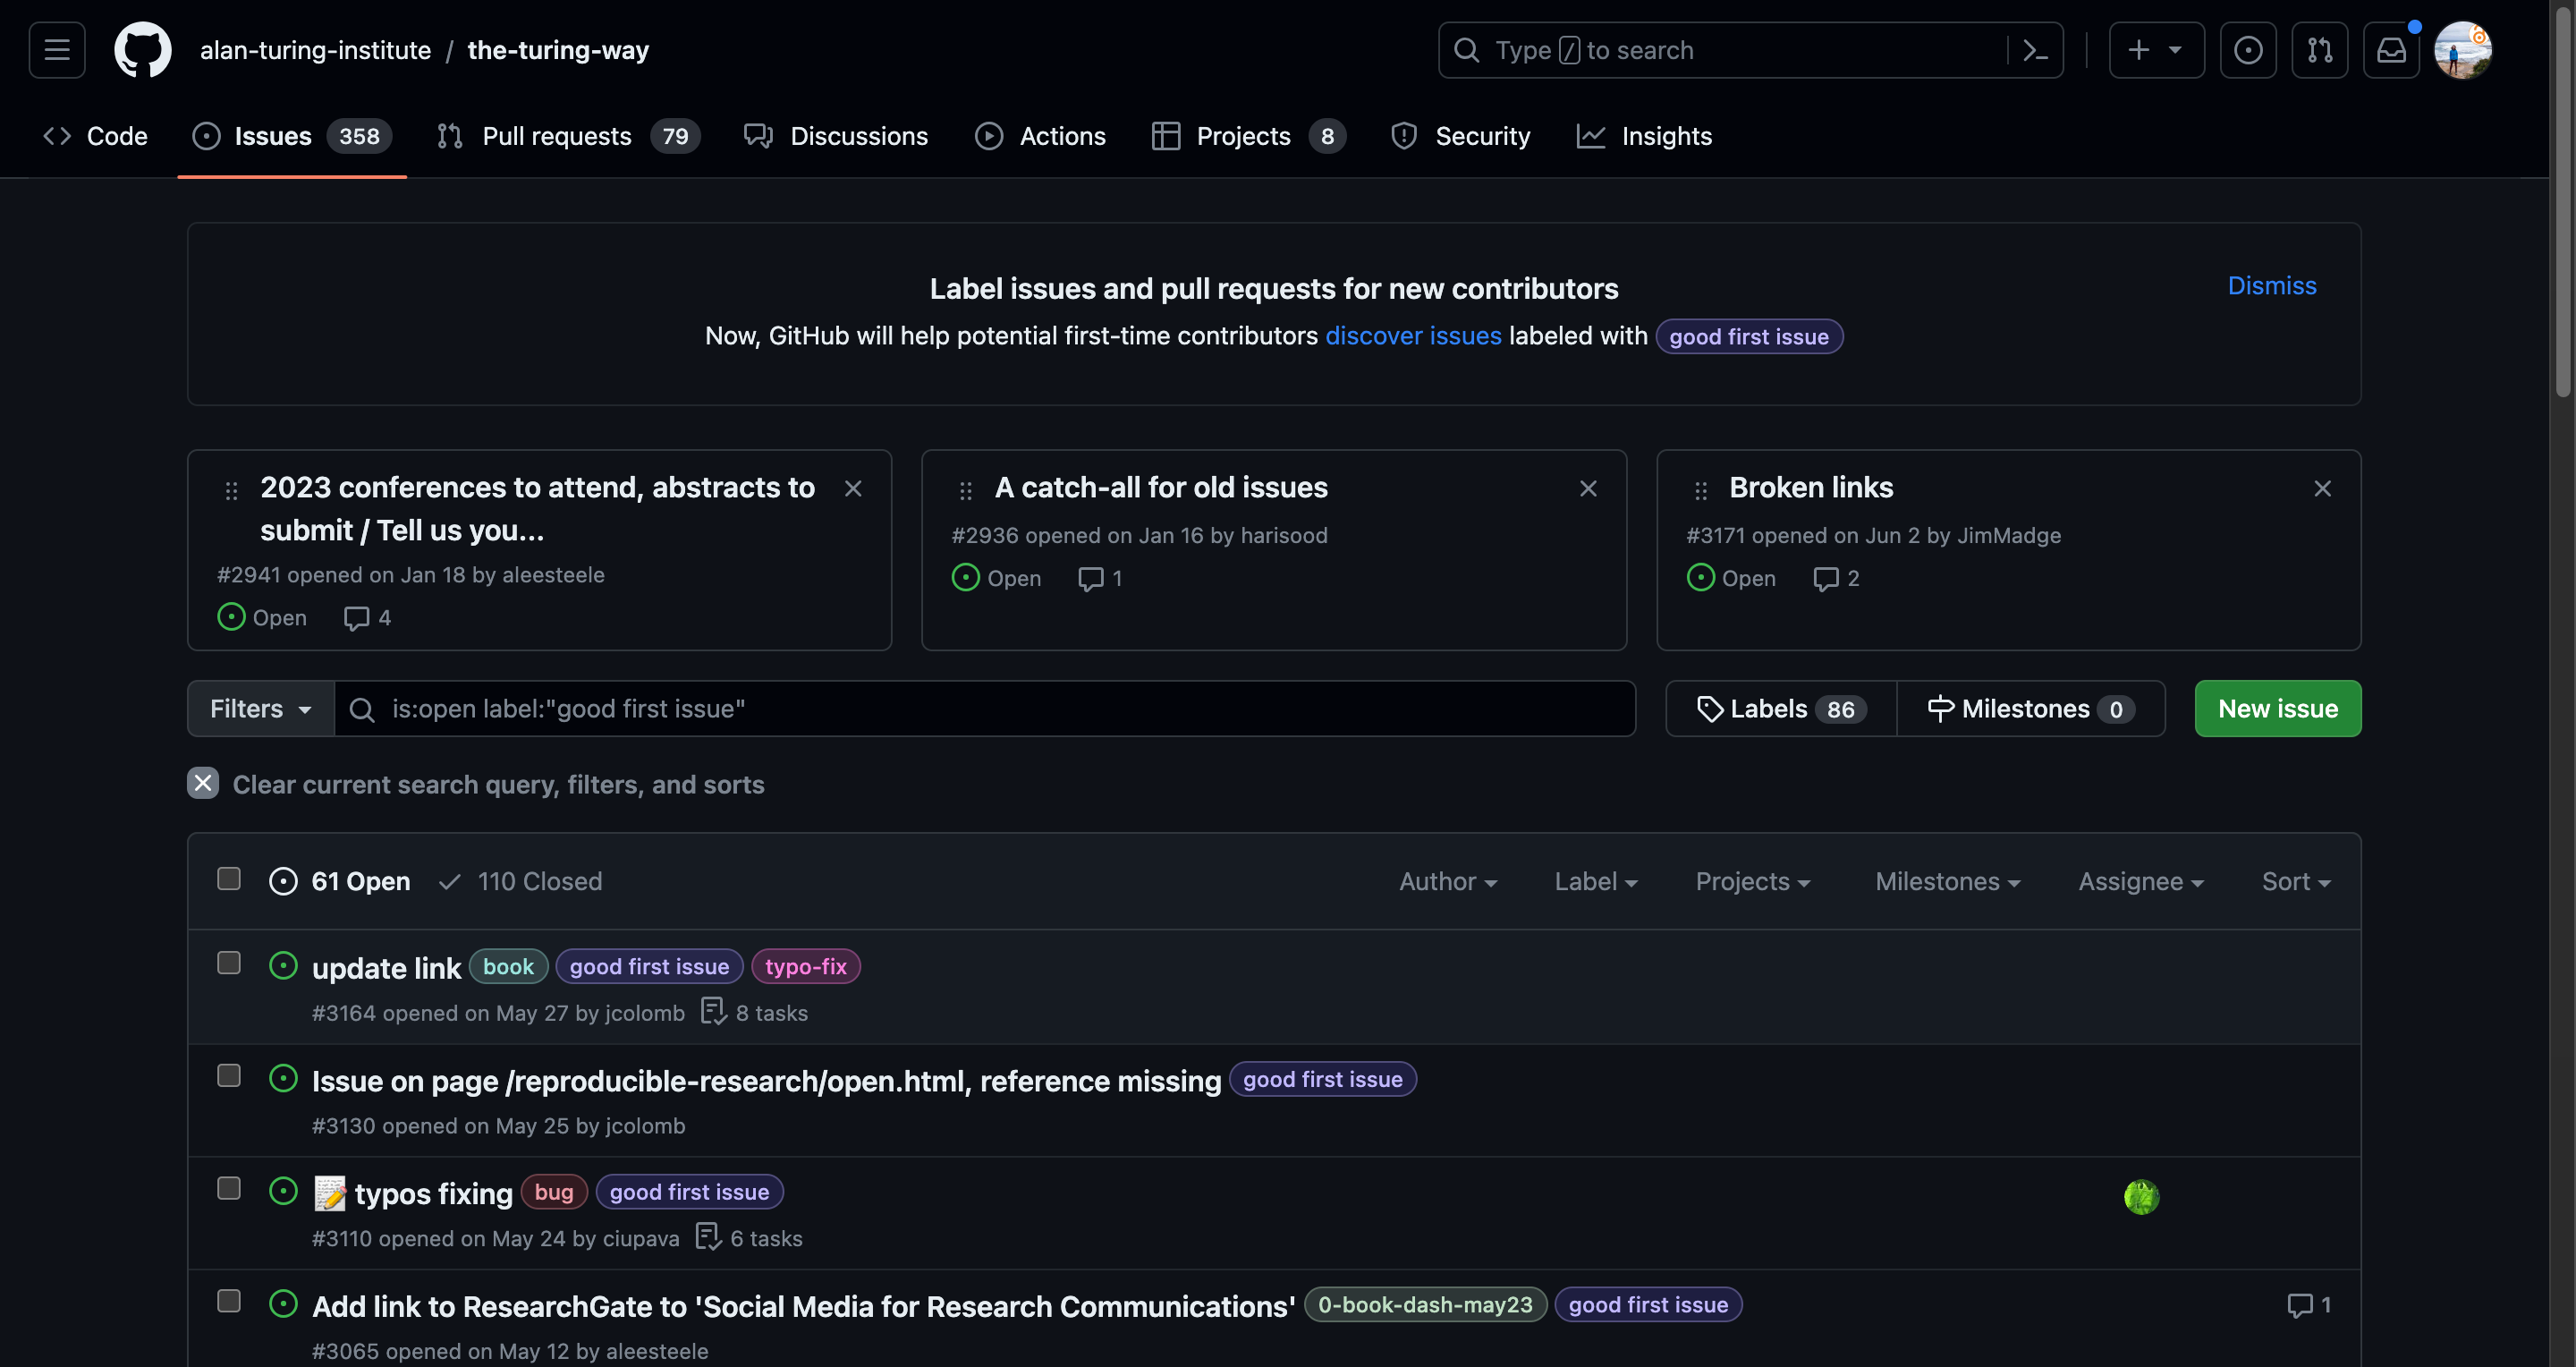 alan-turing-institute / the-turing-way
Type / to search
Code
Issues 358
Pull requests 79
Discussions
Actions
Projects 8
Security
Insights
Label issues and pull requests for new contributors
Dismiss
Now, GitHub will help potential first-time contributors discover issues labeled with good first issue
2023 conferences to attend, abstracts to
submit / Tell us you...
#2941 opened on Jan 18 by aleesteele
Open 4
A catch-all for old issues
#2936 opened on Jan 16 by harisood
Open 1
Broken links
#3171 opened on Jun 2 by JimMadge
Open 2
Filters
is:open label:"good first issue"
Labels 86
Milestones 0
New issue
Clear current search query, filters, and sorts
61 Open 110 Closed
Author
Label
Projects
Milestones
Assignee
Sort
update link book good first issue typo-fix
#3164 opened on May 27 by jcolomb 8 tasks
Issue on page /reproducible-research/open.html, reference missing good first issue
#3130 opened on May 25 by jcolomb
📝 typos fixing bug good first issue
#3110 opened on May 24 by ciupava 6 tasks
Add link to ResearchGate to 'Social Media for Research Communications' 0-book-dash-may23 good first issue 1
#3065 opened on May 12 by aleesteele